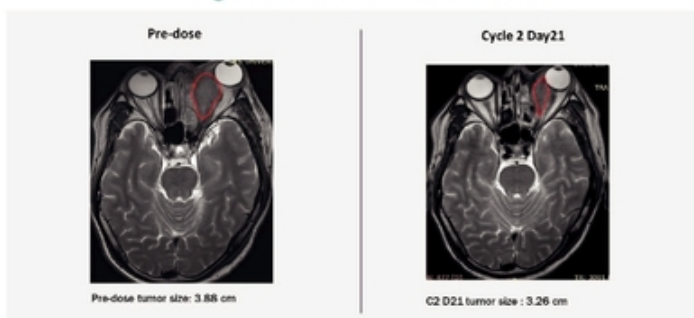 Pre-dose
Cycle 2 Day21
Pre-dose tumor size: 3.88 cm
C2 D21 tumor size : 3.26 cm